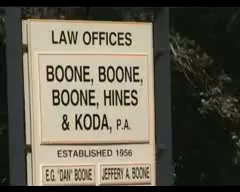 LAW OFFICES
BOONE, BOONE,
BOONE, HINES
& KODA, P.A.
ESTABLISHED 1956
E.G. "DAN" BOONE
JEFFERY A. BOONE